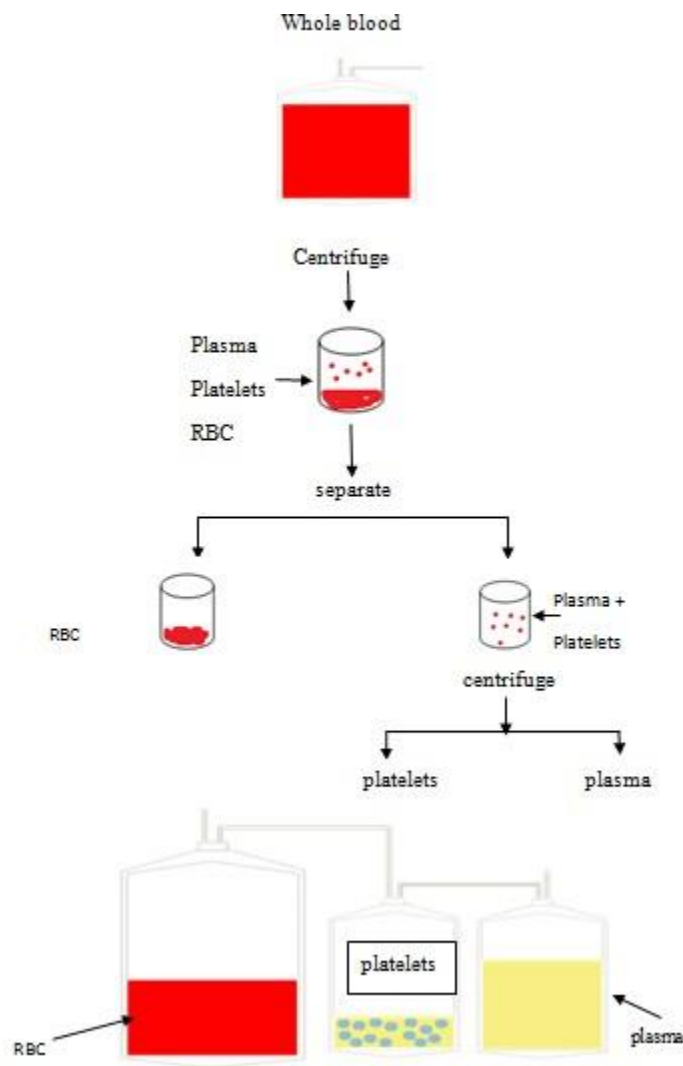 Whole blood
Centrifuge
Plasma
Platelets
RBC
separate
RBC
Plasma +
Platelets
centrifuge
platelets
plasma
platelets
RBC
plasma